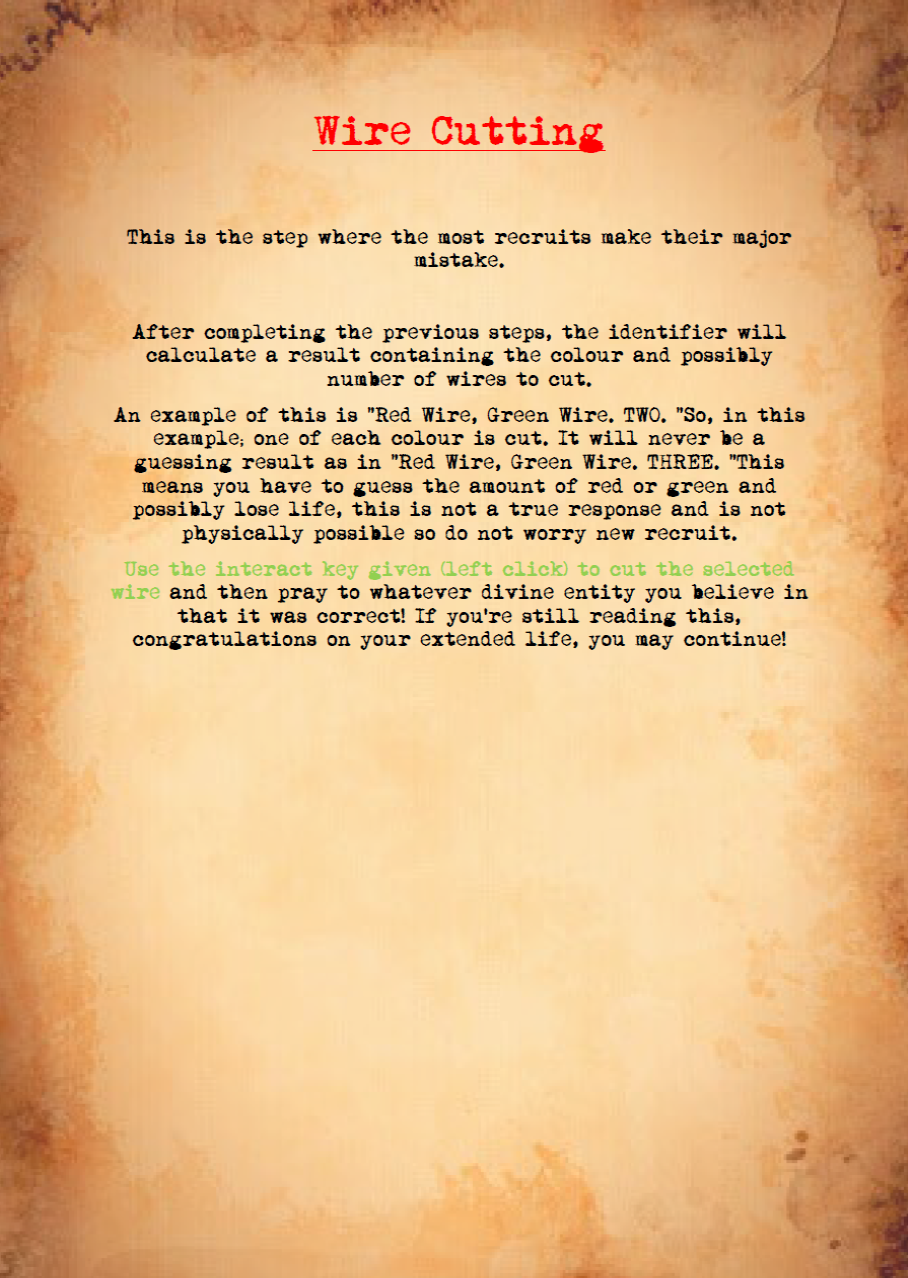 Wire Cutting
This is the step where the most recruits make their major
mistake.
After completing the previous steps, the identifier will
calculate a result containing the colour and possibly
number of wires to cut.
An example of this is "Red Wire, Green Wire. TWO. "So, in this
example; one of each colour is cut. It will never be a
guessing result as in "Red Wire, Green Wire. THREE. "This
means you have to guess the amount of red or green and
possibly lose life, this is not a true response and is not
physically possible so do not worry new recruit.
Use the interact key given (left click) to cut the selected
wire and then pray to whatever divine entity you believe in
that it was correct! If you're still reading this,
congratulations on your extended life, you may continue!